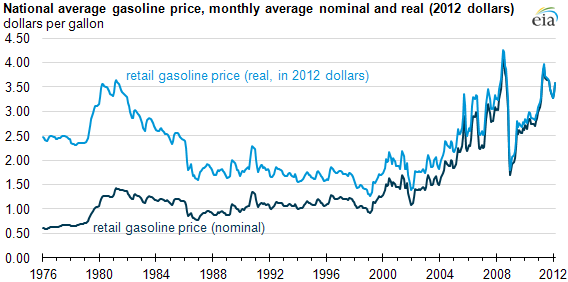 National average gasoline price, monthly average nominal and real (2012 dollars)
dollars per gallon
eia
4.50
4.00
3.50
3.00
2.50
2.00
1.50
1.00
0.50
0.00
retail gasoline price (real, in 2012 dollars)
retail gasoline price (nominal)
1976 1980 1984 1988 1992 1996 2000 2004 2008 2012